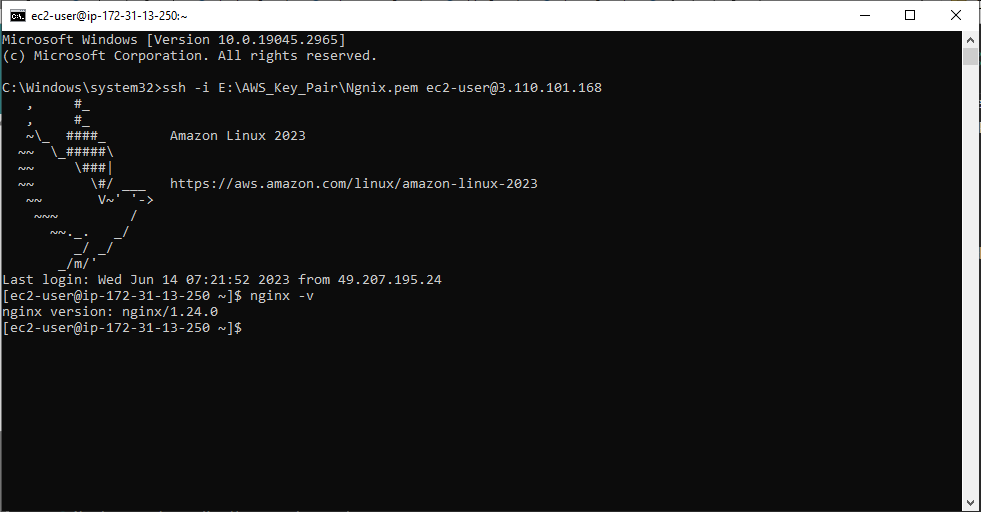 ec2-user@ip-172-31-13-250:~
Microsoft Windows [Version 10.0.19045.2965]
(c) Microsoft Corporation. All rights reserved.
C:\Windows\system32>ssh -i E:\AWS_Key_Pair\Ngnix.pem ec2-user@3.110.101.168
   ,     #_
   ,     #_
   ~\_  ####_        Amazon Linux 2023
  ~~  \_#####\
  ~~     \###|
  ~~       \#/ ___   https://aws.amazon.com/linux/amazon-linux-2023
   ~~       V~' '->
    ~~~         /
      ~~._.   _/
         _/ _/
       _/m/'
Last login: Wed Jun 14 07:21:52 2023 from 49.207.195.24
[ec2-user@ip-172-31-13-250 ~]$ nginx -v
nginx version: nginx/1.24.0
[ec2-user@ip-172-31-13-250 ~]$